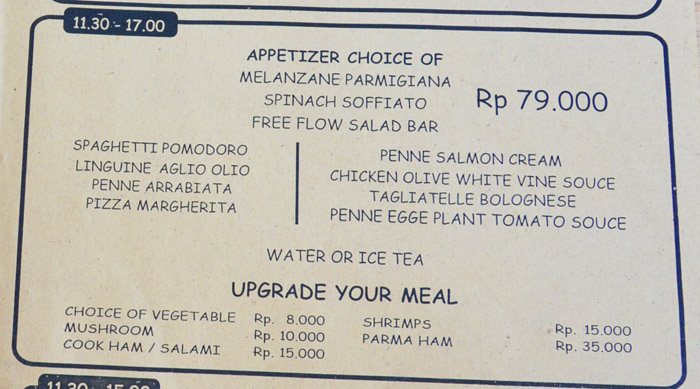 11.30 - 17.00
APPETIZER CHOICE OF
MELANZANE PARMIGIANA
SPINACH SOFFIATO
Rp 79.000
FREE FLOW SALAD BAR
SPAGHETTI POMODORO
LINGUINE AGLIO OLIO
PENNE ARRABIATA
PIZZA MARGHERITA
PENNE SALMON CREAM
CHICKEN OLIVE WHITE VINE SOUCE
TAGLIATELLE BOLOGNESE
PENNE EGGE PLANT TOMATO SOUCE
WATER OR ICE TEA
UPGRADE YOUR MEAL
CHOICE OF VEGETABLE Rp. 8.000
MUSHROOM Rp. 10.000
COOK HAM / SALAMI Rp. 15.000
SHRIMPS Rp. 15.000
PARMA HAM Rp. 35.000